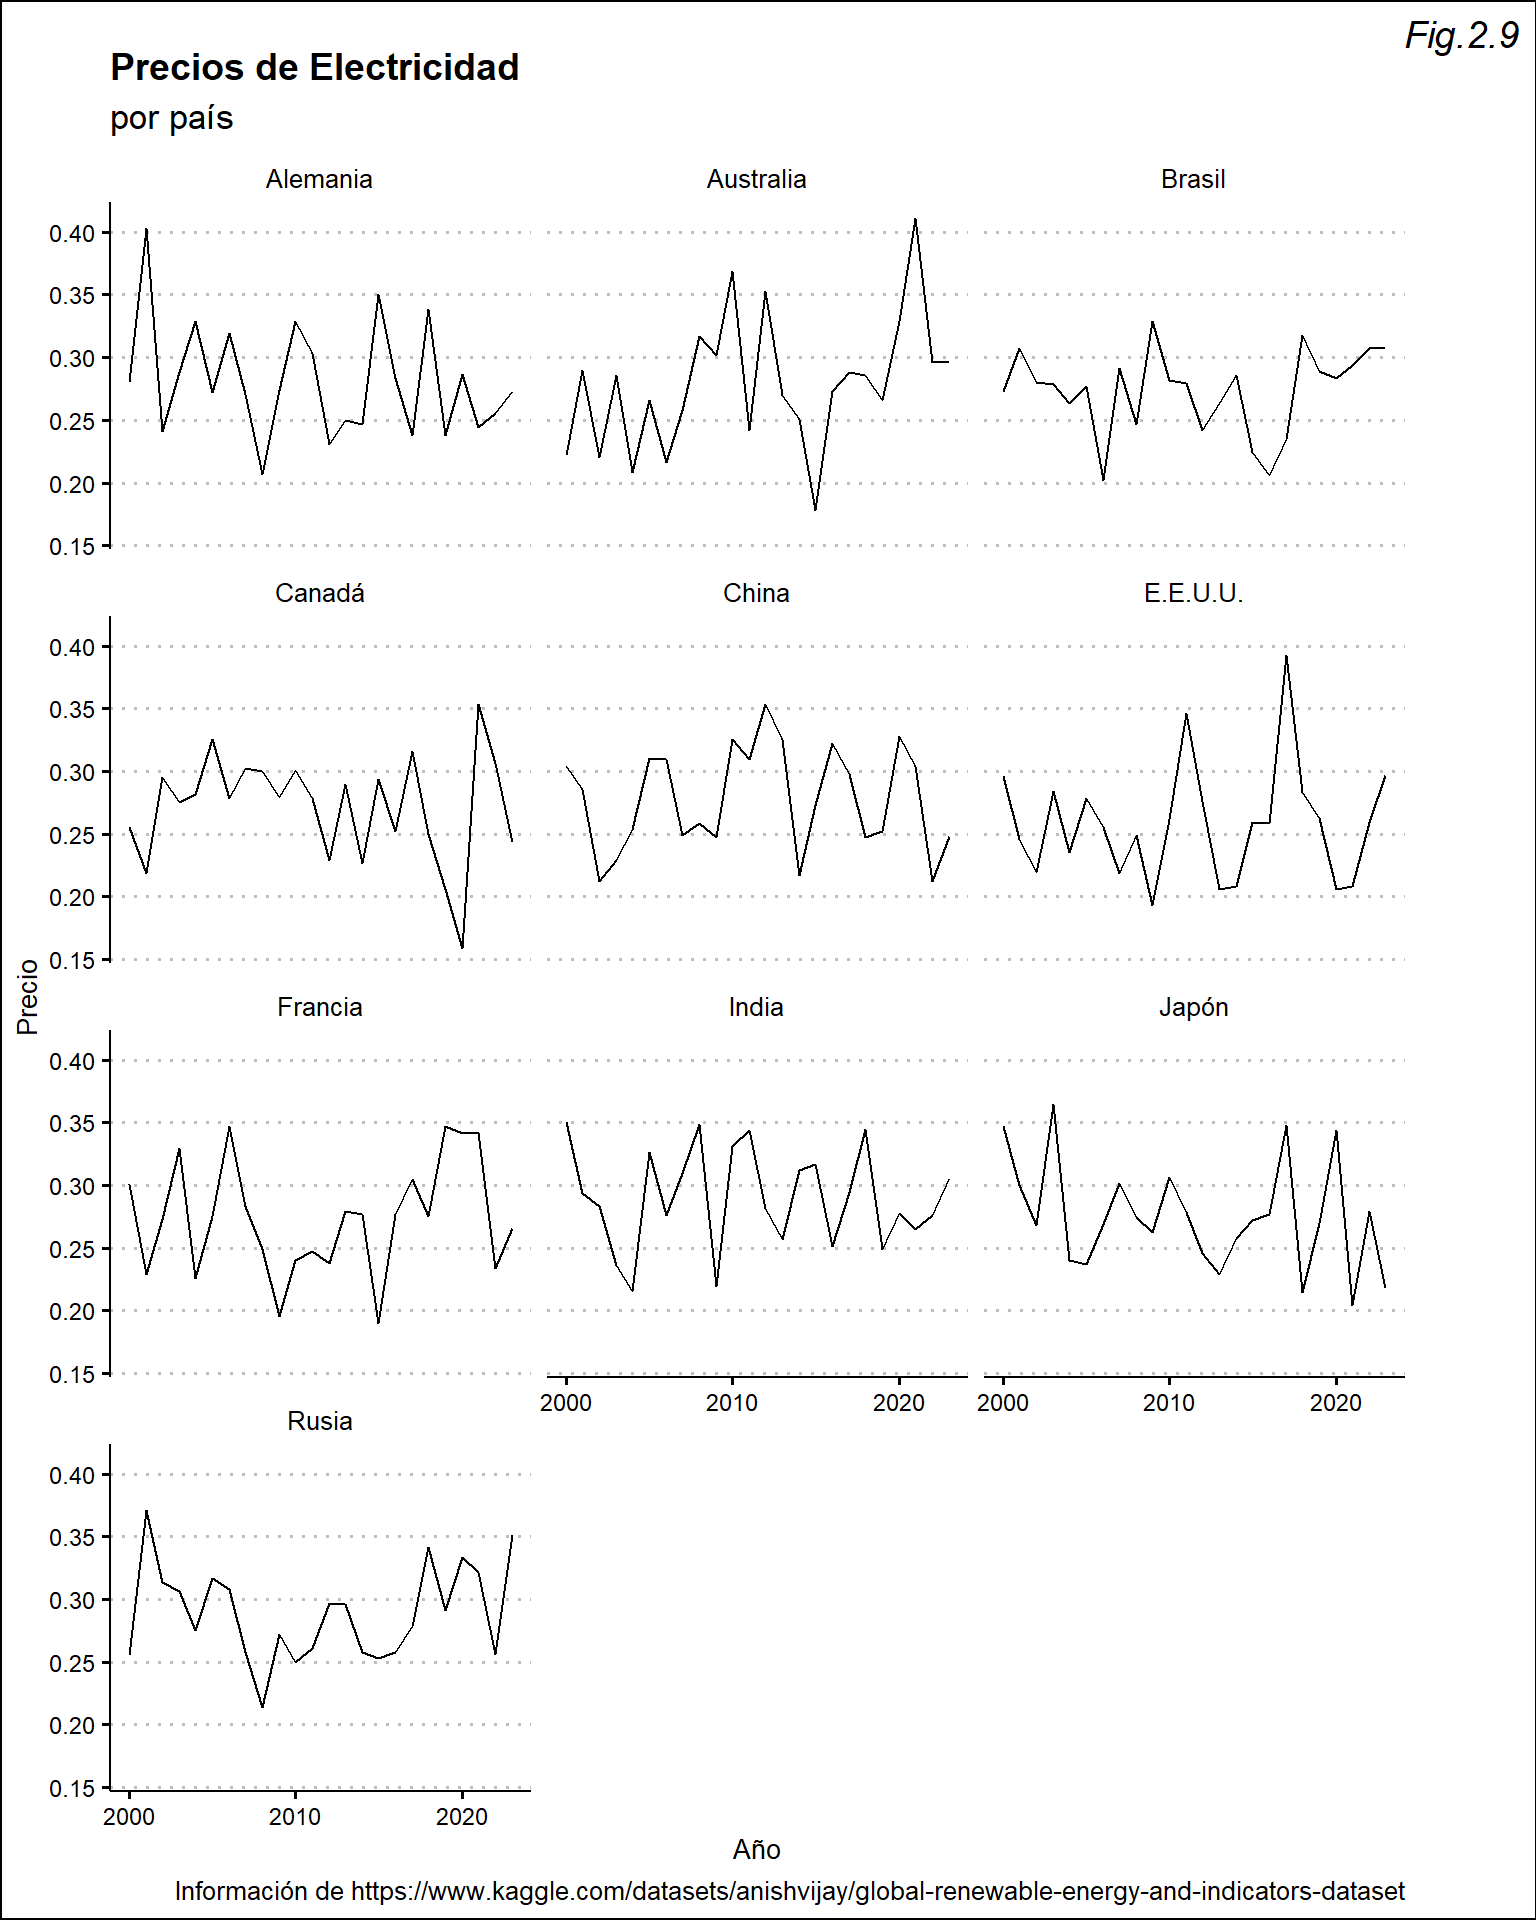 Fig.2.9
Precios de Electricidad
por país
Alemania
Australia
Brasil
0.40
0.35
0.30
0.25
0.20
0.15
Canadá
China
E.E.U.U.
0.40
0.35
0.30
0.25
0.20
0.15
Precio
Francia
India
Japón
0.40
0.35
0.30
0.25
0.20
0.15
2000 2010 2020
2000 2010 2020
Rusia
0.40
0.35
0.30
0.25
0.20
0.15
2000 2010 2020
Año
Información de https://www.kaggle.com/datasets/anishvijay/global-renewable-energy-and-indicators-dataset